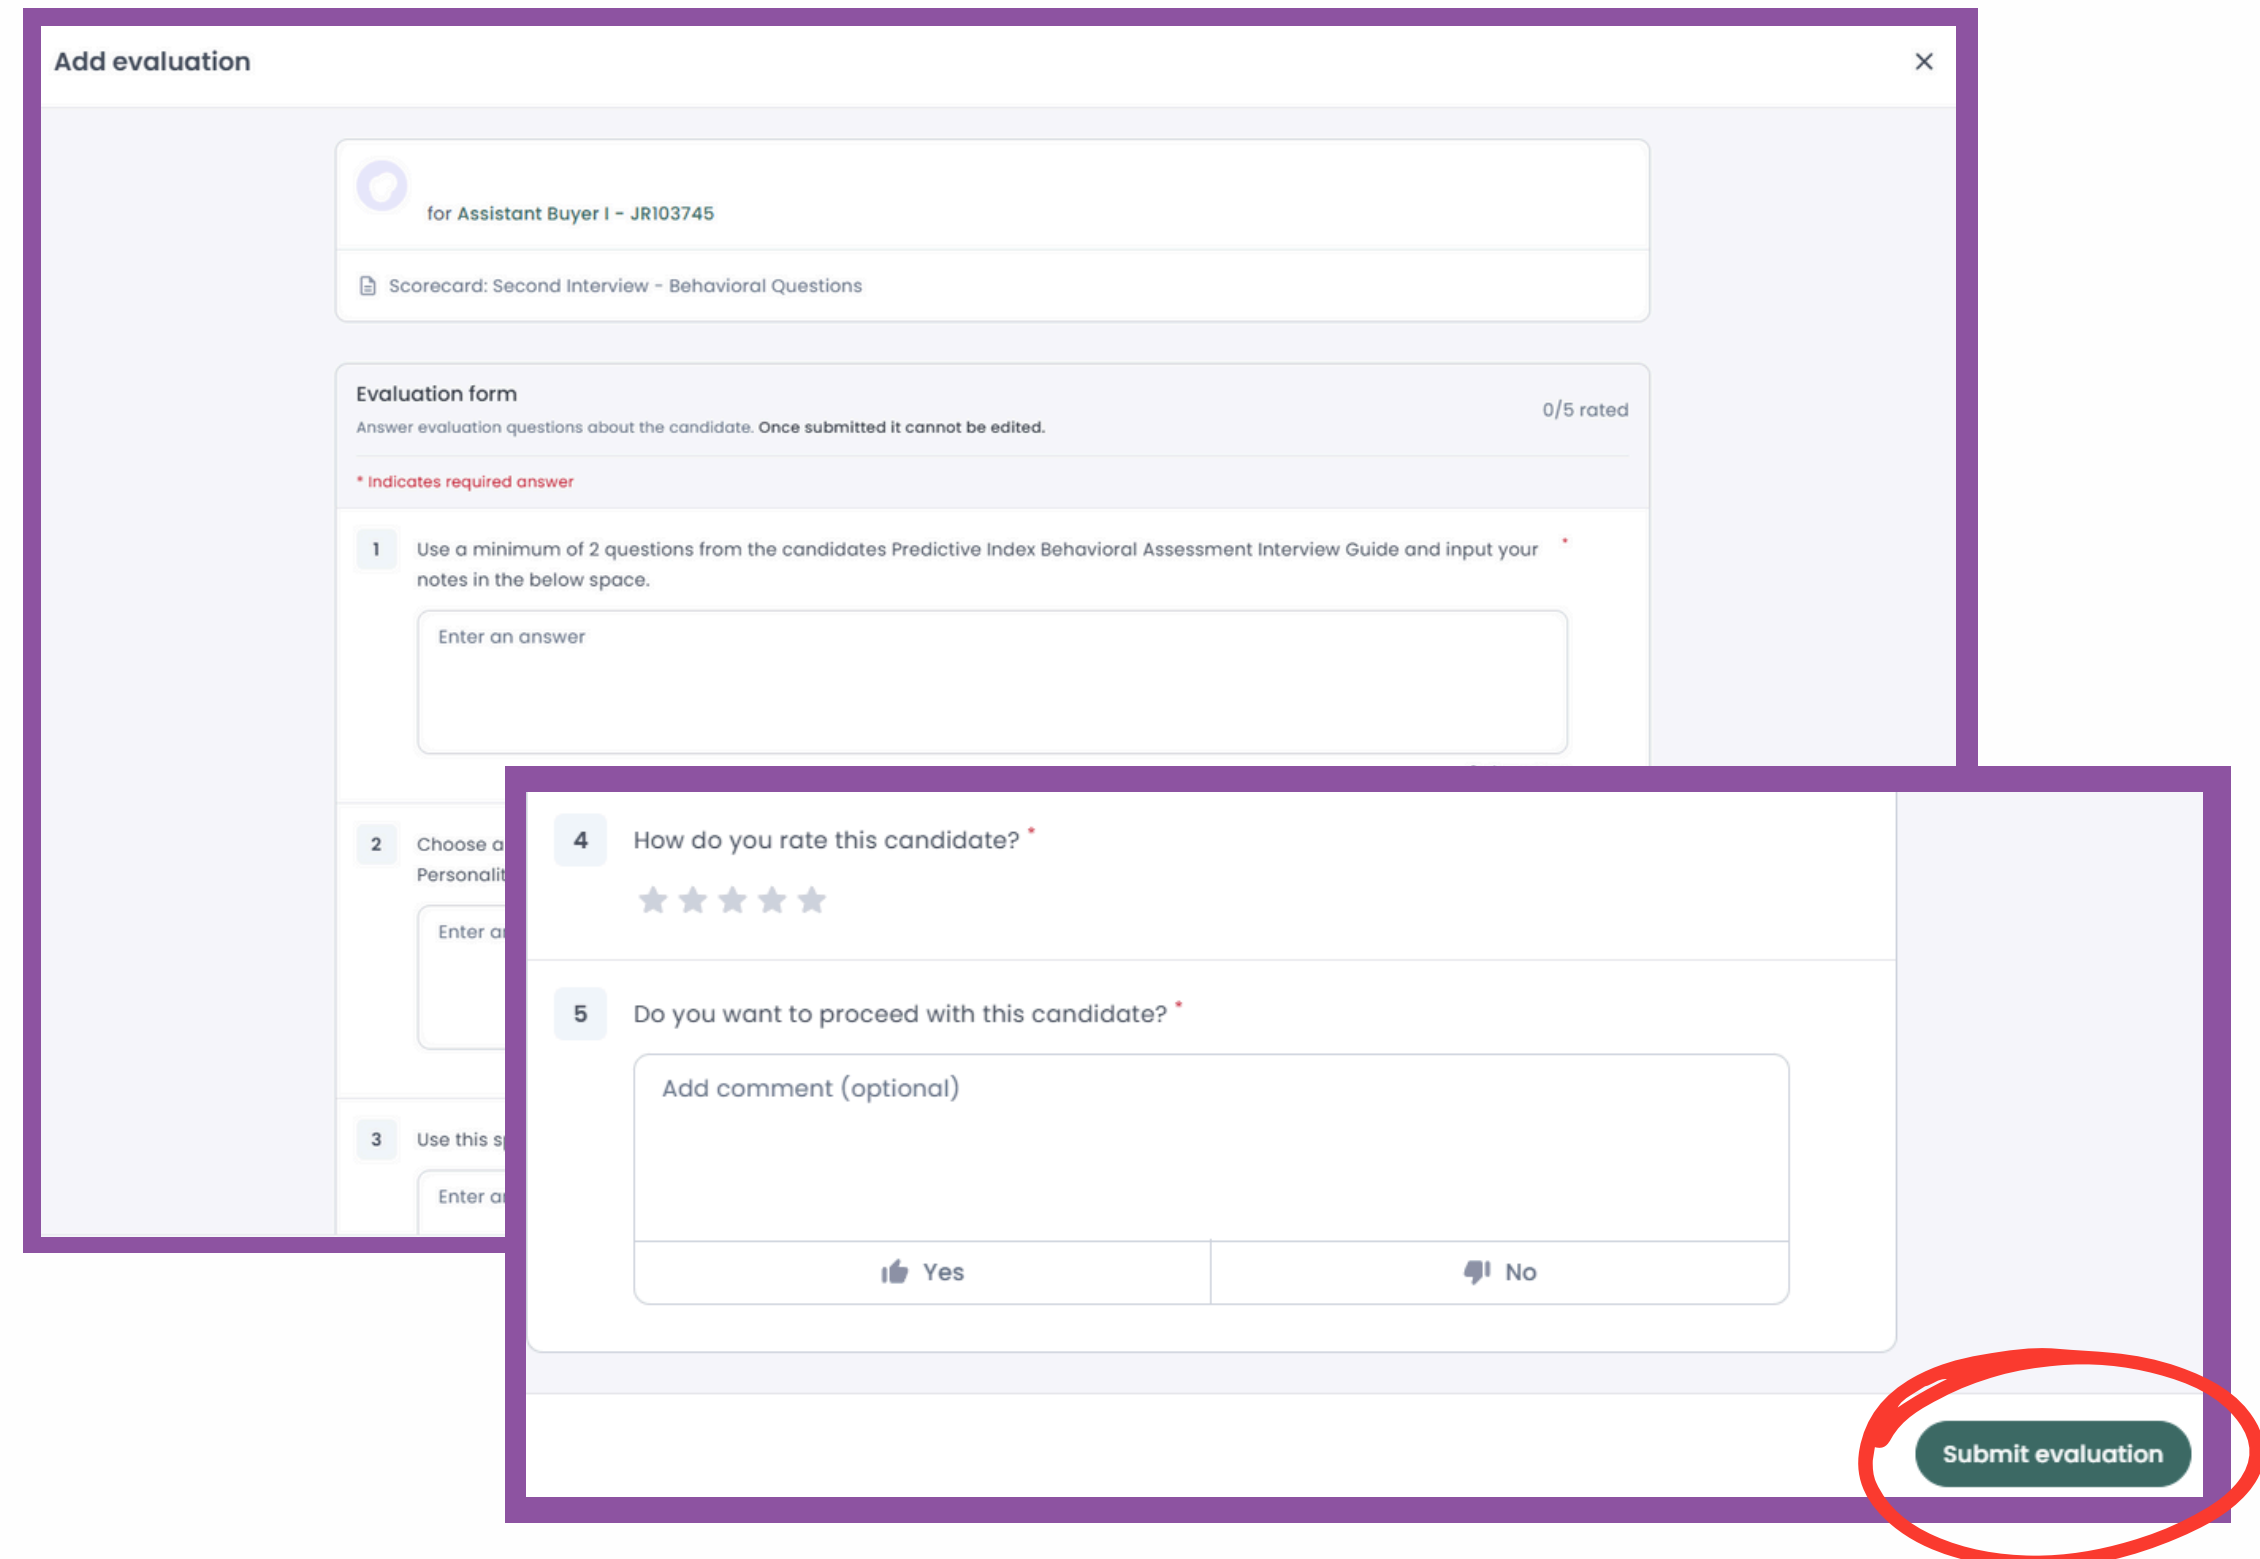 Add evaluation
for Assistant Buyer I - JR103745
Scorecard: Second Interview - Behavioral Questions
Evaluation form
Answer evaluation questions about the candidate. Once submitted it cannot be edited.
0/5 rated
* Indicates required answer
1 Use a minimum of 2 questions from the candidates Predictive Index Behavioral Assessment Interview Guide and input your *
notes in the below space.
Enter an answer
2 Choose a
Enter
3 Use this
Enter
4 How do you rate this candidate? *
5 Do you want to proceed with this candidate? *
Add comment (optional)
Yes
No
Submit evaluation